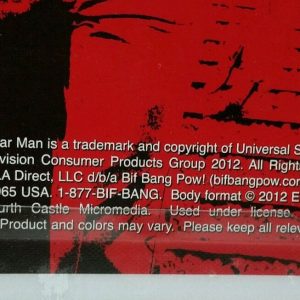 ar Man is a trademark and copyright of Universal S
vision Consumer Products Group 2012. All Righ
LA Direct, LLC d/b/a Bif Bang Pow! (bifbangpow.com
065 USA. 1-877-BIF-BANG. Body format © 2012 E
urth Castle Micromedia. Used under license.
Product and colors may vary. Please keep all relev